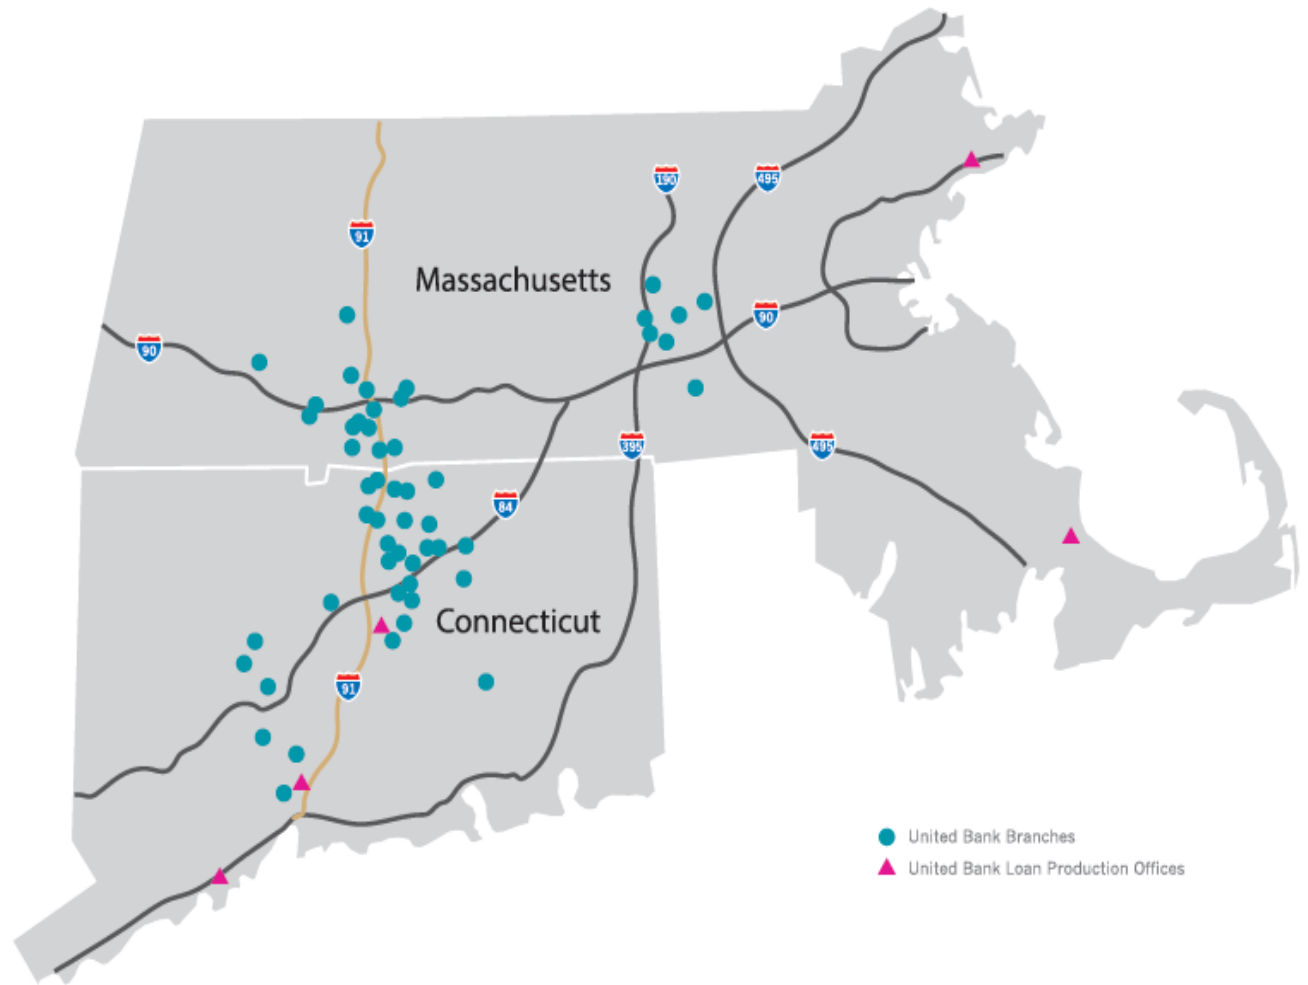 190
495
91
Massachusetts
90
90
395
495
84
Connecticut
91
United Bank Branches
United Bank Loan Production Offices